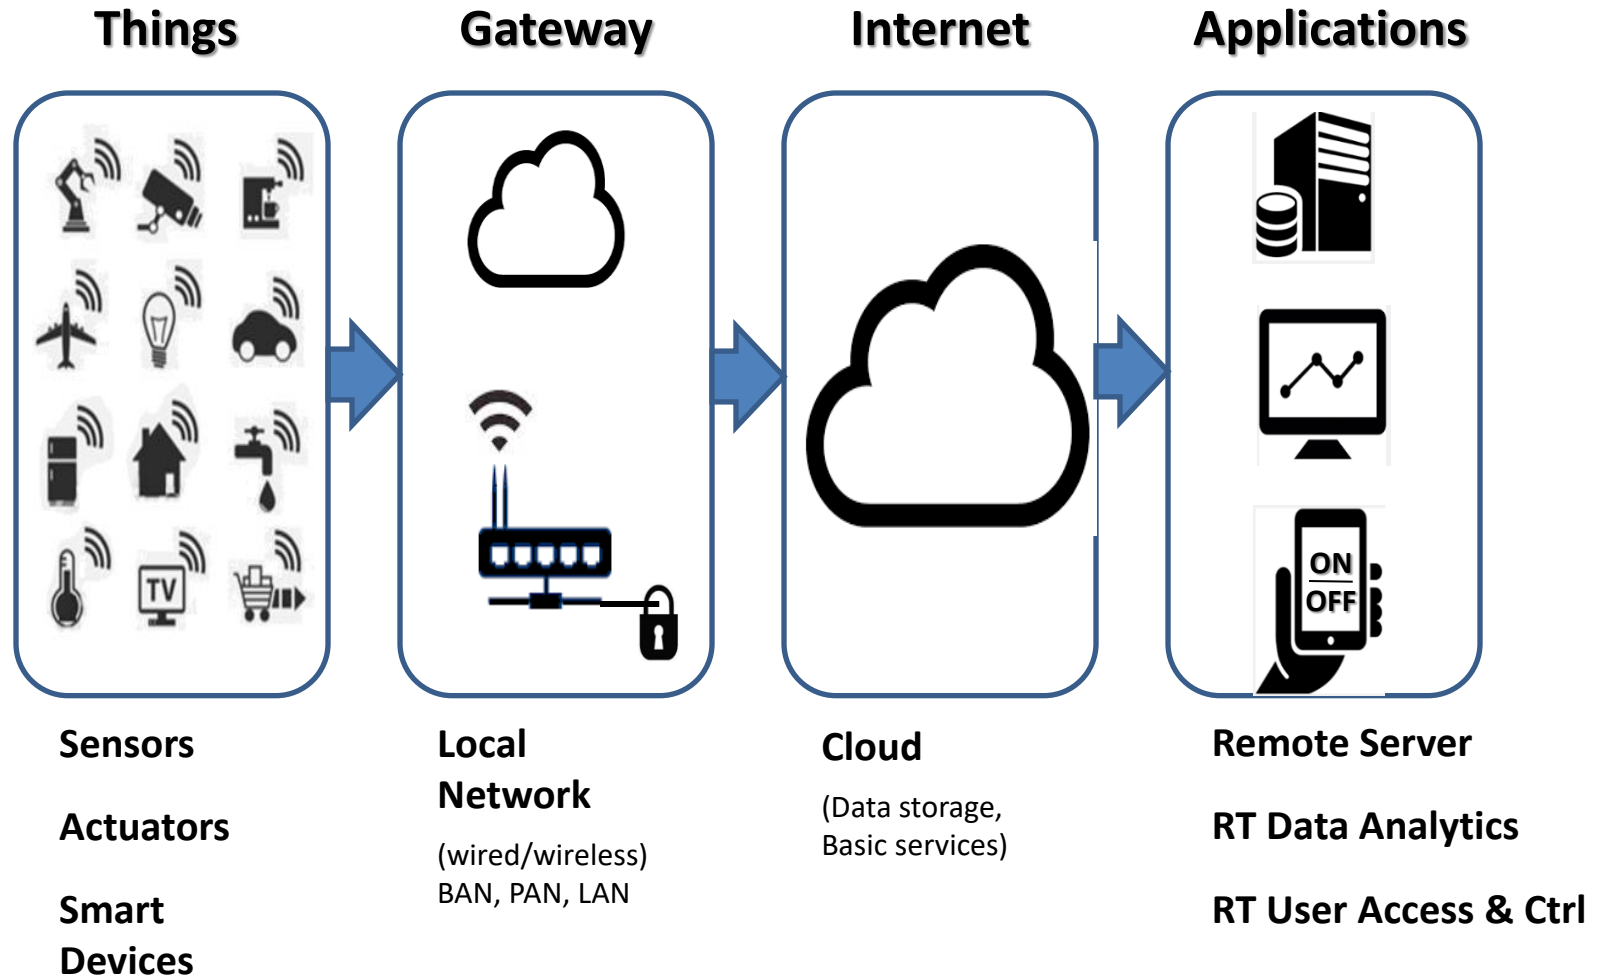 Things
Gateway
Internet
Applications
TV
ON
OFF
Sensors
Actuators
Smart
Devices
Local
Network
(wired/wireless)
BAN, PAN, LAN
Cloud
(Data storage,
Basic services)
Remote Server
RT Data Analytics
RT User Access & Ctrl